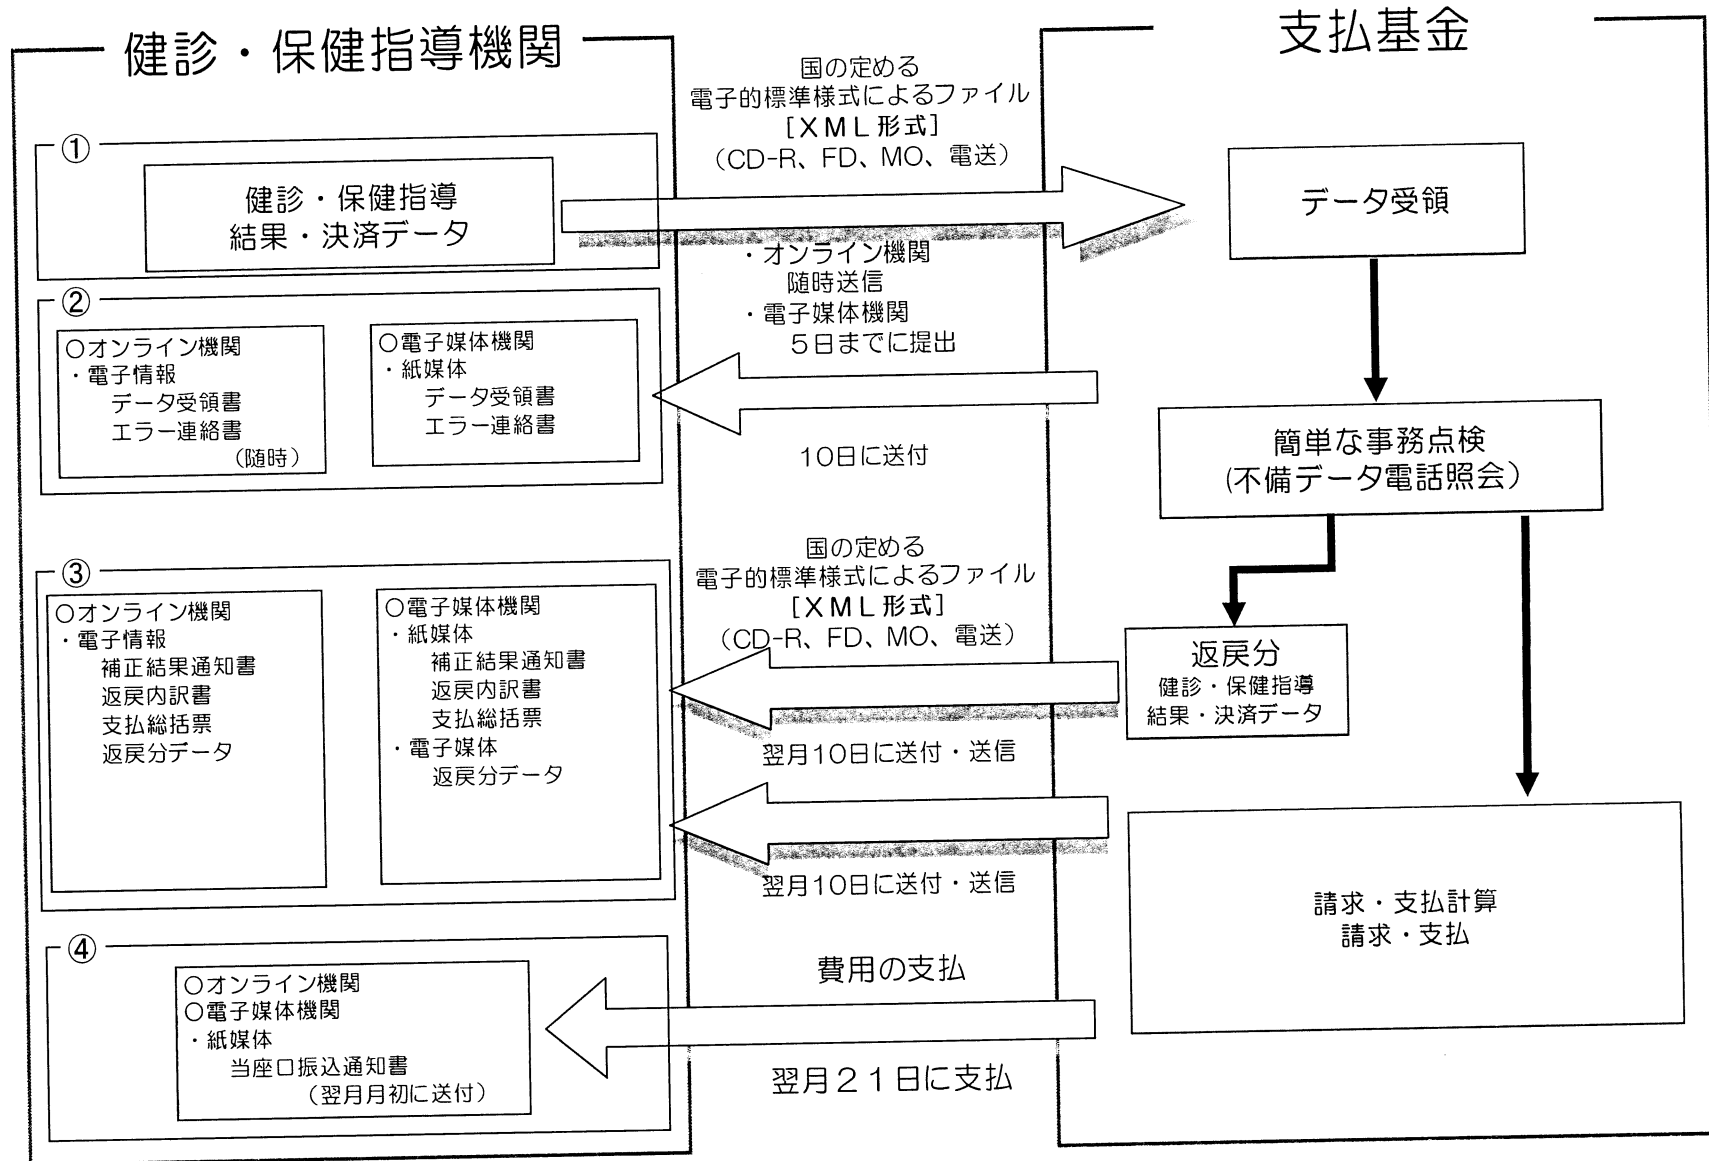 健診・保健指導機関
①
健診・保健指導
結果・決済データ
②
○オンライン機関
・電子情報
データ受領書
エラー連絡書
（随時）
○電子媒体機関
・紙媒体
データ受領書
エラー連絡書
③
○オンライン機関
・電子情報
補正結果通知書
返戻内訳書
支払総括票
返戻分データ
○電子媒体機関
・紙媒体
補正結果通知書
返戻内訳書
支払総括票
・電子媒体
返戻分データ
④
○オンライン機関
○電子媒体機関
・紙媒体
当座口振込通知書
（翌月月初に送付）
国の定める
電子的標準様式によるファイル
［ＸＭＬ形式］
（CD-R、FD、MO、電送）
・オンライン機関
随時送信
・電子媒体機関
５日までに提出
10日に送付
国の定める
電子的標準様式によるファイル
［ＸＭＬ形式］
（CD-R、FD、MO、電送）
翌月10日に送付・送信
翌月10日に送付・送信
費用の支払
翌月２１日に支払
支払基金
データ受領
簡単な事務点検
(不備データ電話照会）
返戻分
健診・保健指導
結果・決済データ
請求・支払計算
請求・支払